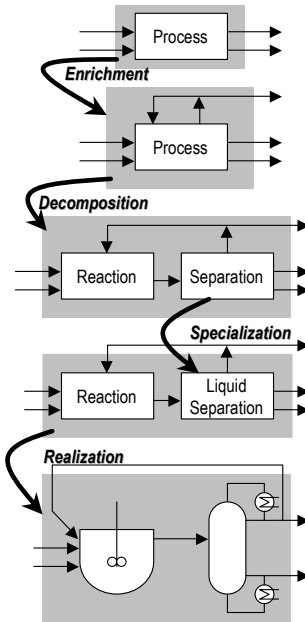 Process
Enrichment
Process
Decomposition
Reaction
Separation
Specialization
Reaction
Liquid
Separation
Realization